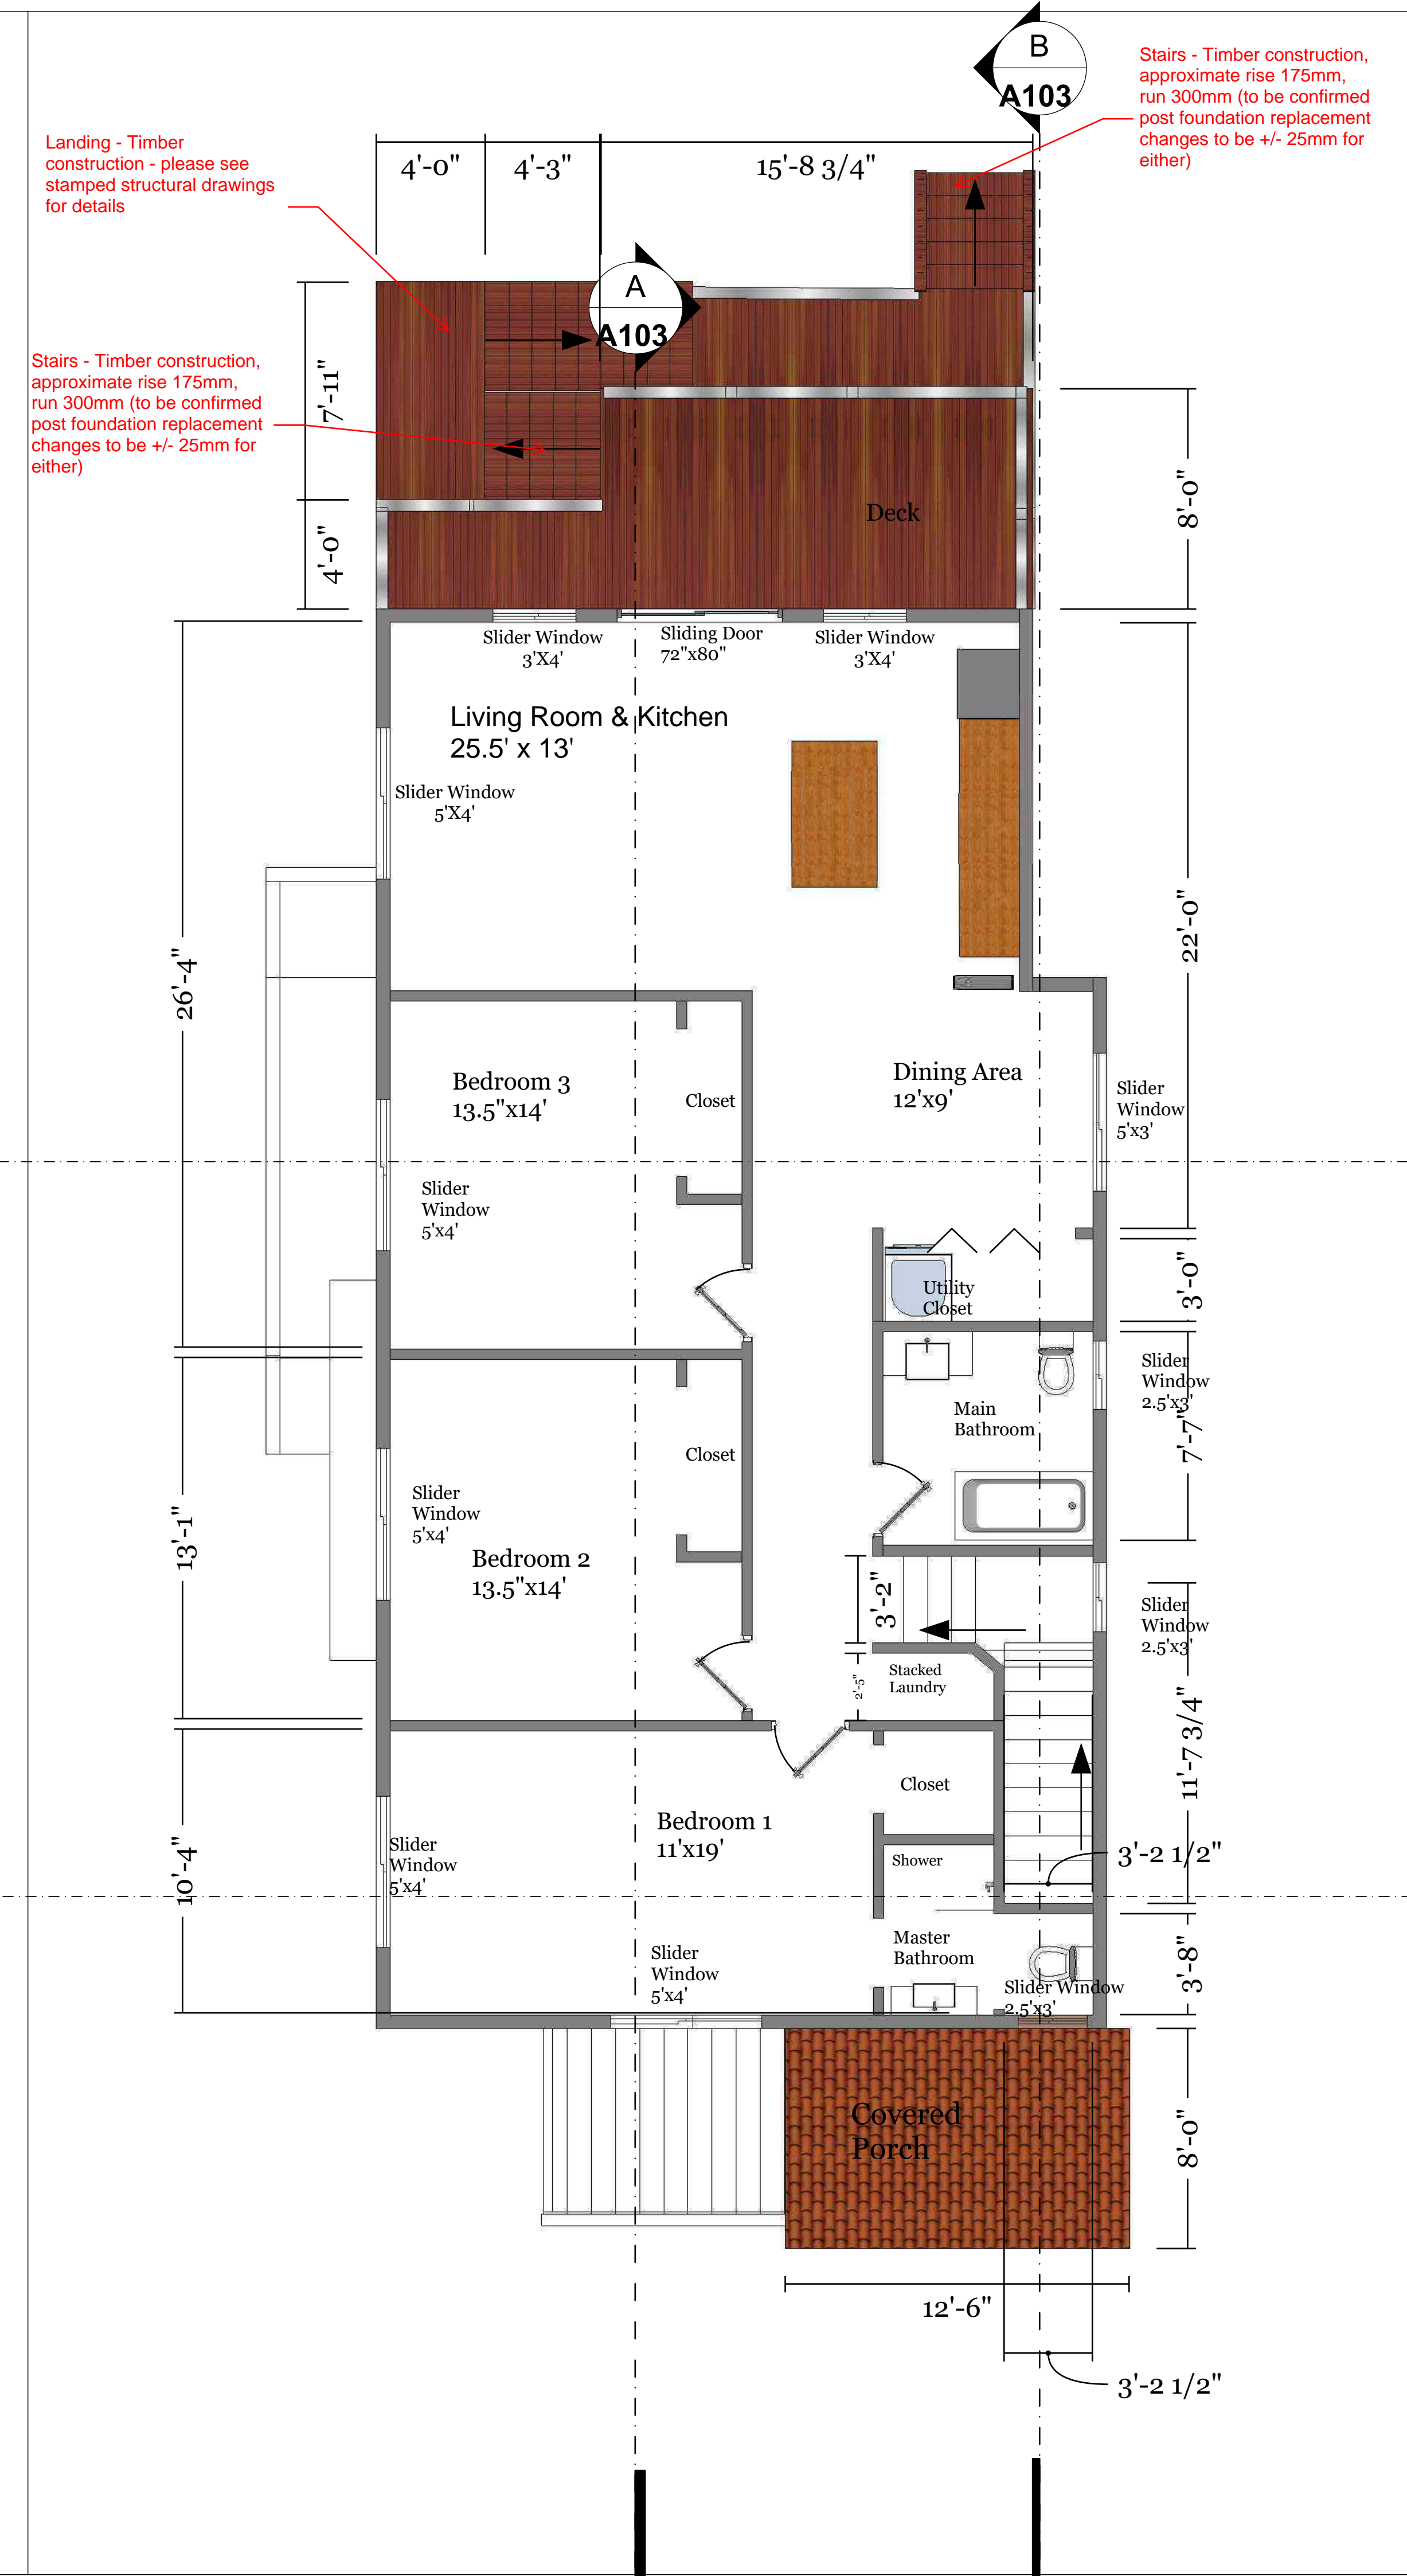 B
A103
Stairs - Timber construction,
approximate rise 175mm,
run 300mm (to be confirmed
post foundation replacement
changes to be +/- 25mm for
either)
Landing - Timber
construction - please see
stamped structural drawings
for details
4'-0"
4'-3"
15'-8 3/4"
A
A103
Stairs - Timber construction,
approximate rise 175mm,
run 300mm (to be confirmed
post foundation replacement
changes to be +/- 25mm for
either)
7'-11"
4'-0"
Deck
8'-0"
Slider Window
3'X4'
Sliding Door
72"x80"
Slider Window
3'X4'
Living Room & Kitchen
25.5' x 13'
Slider Window
5'X4'
26'-4"
22'-0"
Bedroom 3
13.5"x14'
Closet
Dining Area
12'x9'
Slider
Window
5'x3'
Slider
Window
5'x4'
Utility
Closet
3'-0"
Slider
Window
2.5'x3'
Main
Bathroom
7'-7"
Closet
Slider
Window
5'x4'
13'-1"
Bedroom 2
13.5"x14'
3'-2"
Slider
Window
2.5'x3'
Stacked
Laundry
2'-5"
11'-7 3/4"
Closet
Bedroom 1
11'x19'
Slider
Window
5'x4'
10'-4"
Shower
3'-2 1/2"
Master
Bathroom
Slider
Window
5'x4'
Slider Window
2.5'x3'
3'-8"
Covered
Porch
8'-0"
12'-6"
3'-2 1/2"